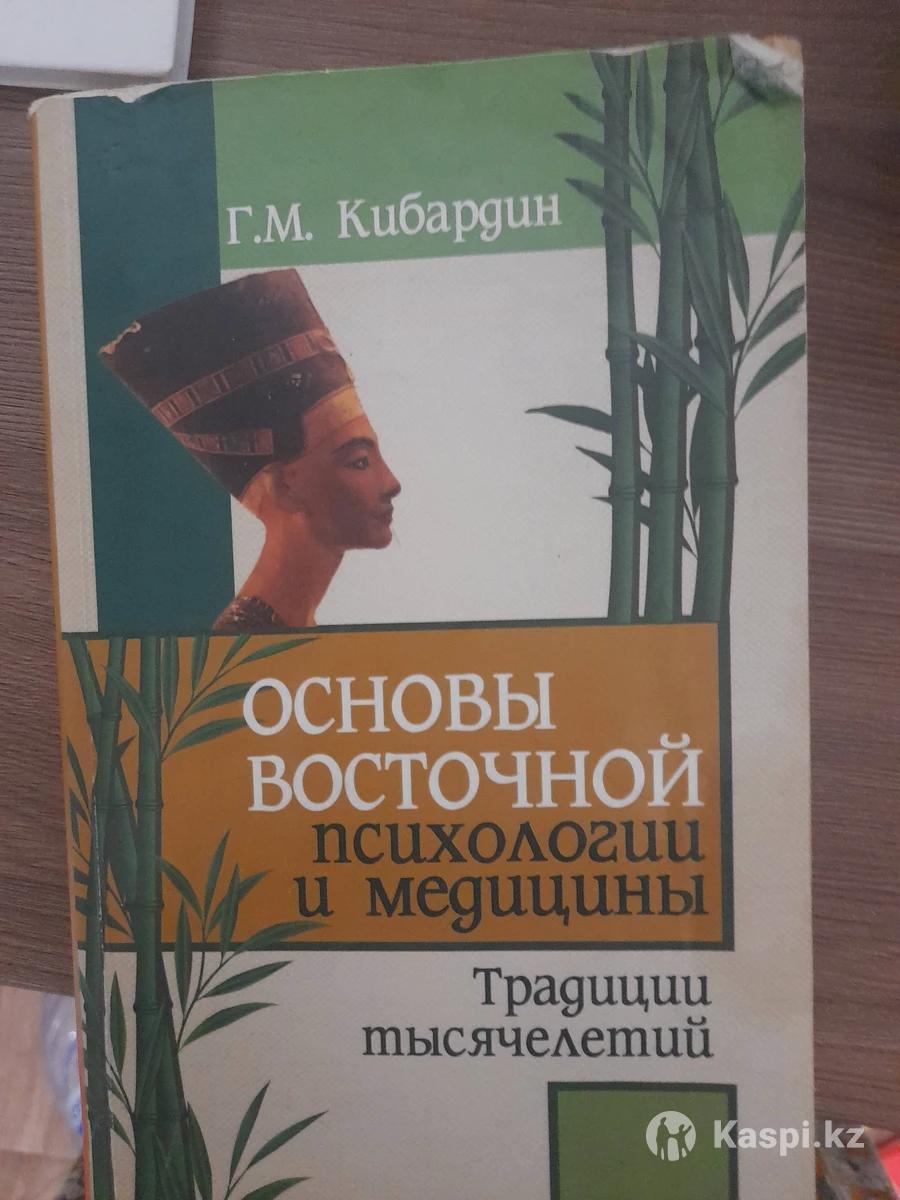 Г.М. Кибардин
ОСНОВЫ
ВОСТОЧНОЙ
психологии
и медицины
Традиции
тысячелетий
Kaspi.kz